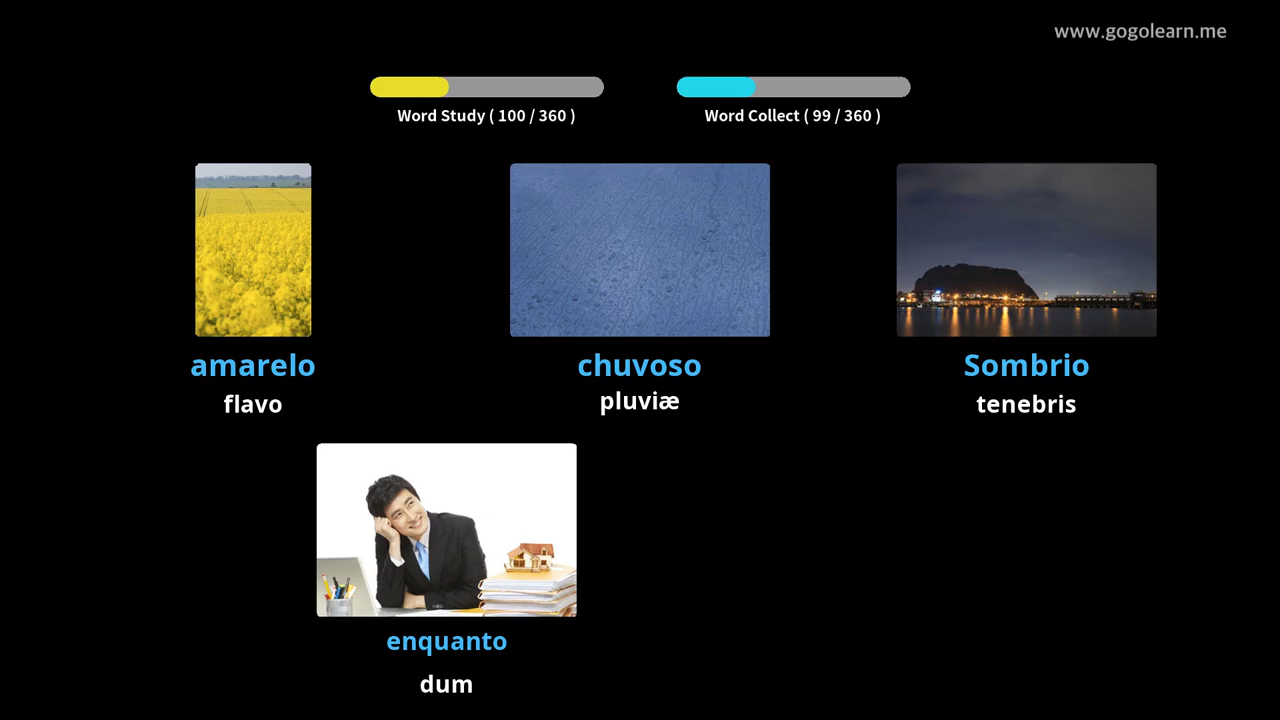 www.gogolearn.me
Word Study ( 100 / 360 )
Word Collect ( 99 / 360 )
amarelo
flavo
chuvoso
pluviæ
Sombrio
tenebris
enquanto
dum